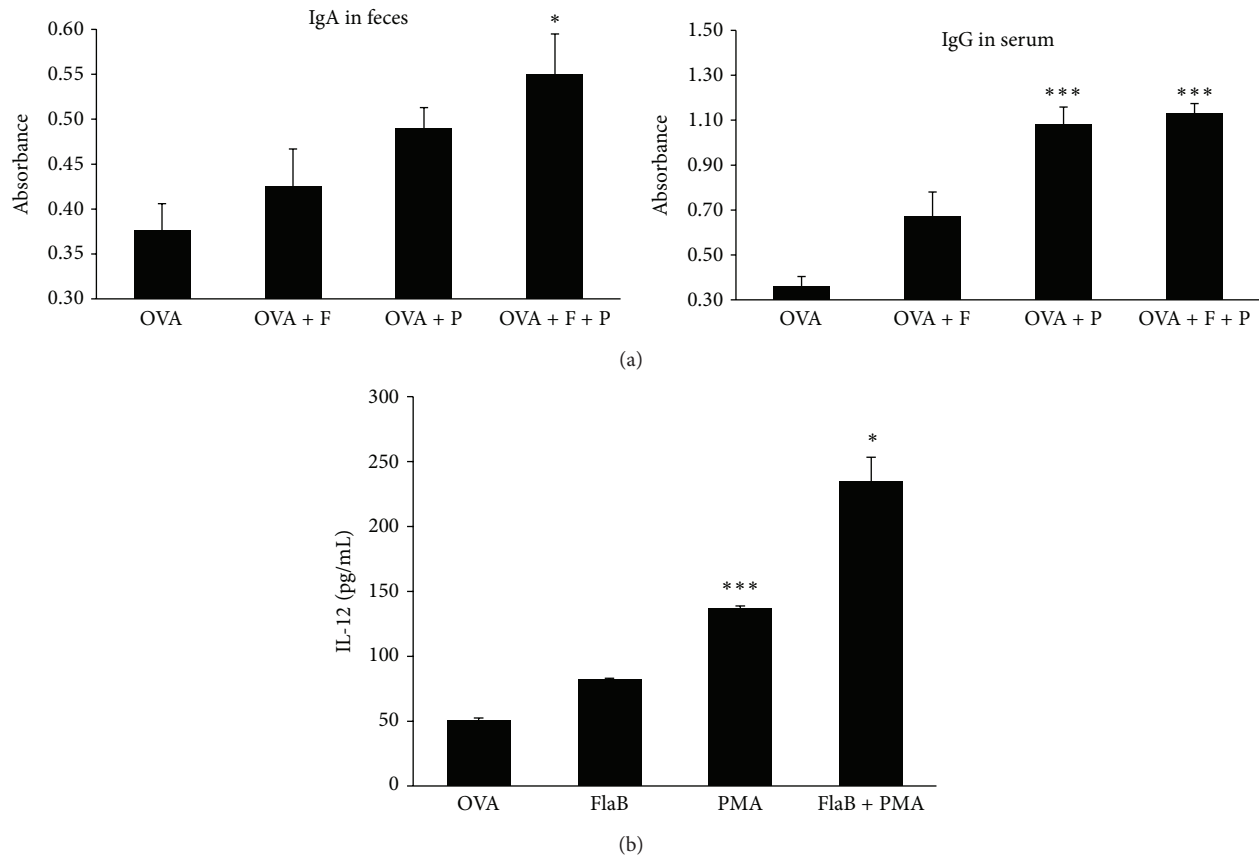 IgA in feces
*
0.60
0.55
0.50
0.45
0.40
0.35
0.30
Absorbance
OVA
OVA + F
OVA + P
OVA + F + P
IgG in serum
***
***
1.50
1.30
1.10
0.90
0.70
0.50
0.30
Absorbance
OVA
OVA + F
OVA + P
OVA + F + P
(a)
300
250
200
150
100
50
0
IL-12 (pg/mL)
***
*
OVA
FlaB
PMA
FlaB + PMA
(b)